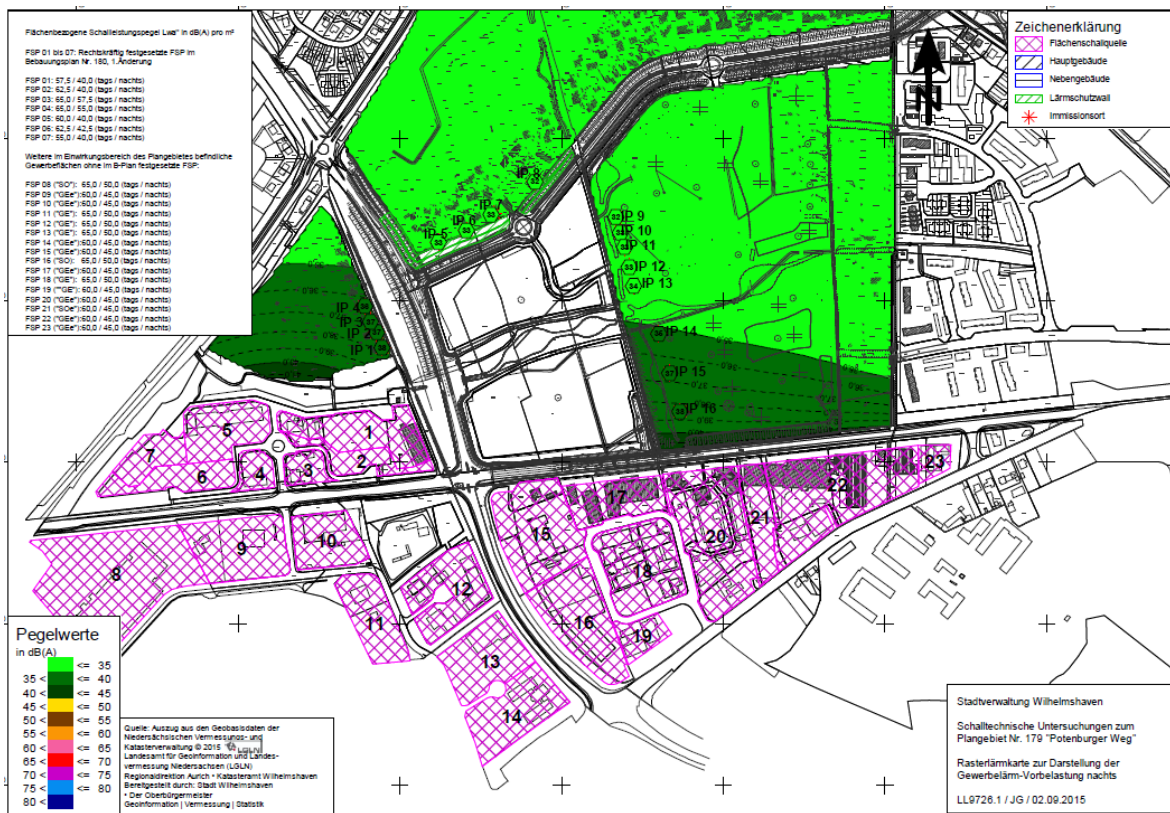 Flächenbezogene Schallleistungspegel Lwa" in dB(A) pro m²
FSP 01 bis 07: Rechtskräftig festgesetzte FSP im
Bebauungsplan Nr. 180, 1.Änderung
FSP 01: 57,5 / 40,0 (tags / nachts)
FSP 02: 62,5 / 40,0 (tags / nachts)
FSP 03: 65,0 / 57,5 (tags / nachts)
FSP 04: 65,0 / 55,0 (tags / nachts)
FSP 05: 60,0 / 40,0 (tags / nachts)
FSP 06: 62,5 / 42,5 (tags / nachts)
FSP 07: 55,0 / 40,0 (tags / nachts)
Weitere im Einwirkungsbereich des Plangebietes befindliche
Gewerbeflächen ohne im B-Plan festgesetzte FSP:
FSP 08 ("SO"): 65,0 / 50,0 (tags / nachts)
FSP 09 ("GEe"):60,0 / 45,0 (tags / nachts)
FSP 10 ("GEe"):60,0 / 45,0 (tags / nachts)
FSP 11 ("GE"): 65,0 / 50,0 (tags / nachts)
FSP 12 ("GE"): 65,0 / 50,0 (tags / nachts)
FSP 13 ("GE"): 65,0 / 50,0 (tags / nachts)
FSP 14 ("GEe"):60,0 / 45,0 (tags / nachts)
FSP 15 ("GEe"):60,0 / 45,0 (tags / nachts)
FSP 16 ("SO"): 65,0 / 50,0 (tags / nachts)
FSP 17 ("GEe"):60,0 / 45,0 (tags / nachts)
FSP 18 ("GE"): 65,0 / 50,0 (tags / nachts)
FSP 19 (""GE"): 60,0 / 45,0 (tags / nachts)
FSP 20 ("GEe"):60,0 / 45,0 (tags / nachts)
FSP 21 ("SOe"):60,0 / 45,0 (tags / nachts)
FSP 22 ("GEe"):60,0 / 45,0 (tags / nachts)
FSP 23 ("GEe"):60,0 / 45,0 (tags / nachts)
Zeichenerklärung
Flächenschallquelle
Hauptgebäude
Nebengebäude
Lärmschutzwall
Immissionsort
N
IP 8
32
IP 7
33
IP 6
33
IP 5
33
32 IP 9
33 IP 10
33 IP 11
33 IP 12
34 IP 13
IP 14
37 IP 15
IP 16
IP 4
IP 3
IP 2
IP 1
1
2
3
4
5
6
7
8
9
10
11
12
13
14
15
16
17
18
19
20
21
22
23
Pegelwerte
in dB(A)
<= 35
35 < <= 40
40 < <= 45
45 < <= 50
50 < <= 55
55 < <= 60
60 < <= 65
65 < <= 70
70 < <= 75
75 < <= 80
80 <
Quelle: Auszug aus den Geobasisdaten der
Niedersächsischen Vermessungs- und
Katasterverwaltung © 2015 LGLN
Landesamt für Geoinformation und Landes-
vermessung Niedersachsen (LGLN)
Regionaldirektion Aurich • Katasteramt Wilhelmshaven
Bereitgestellt durch: Stadt Wilhelmshaven
• Der Oberbürgermeister
Geoinformation | Vermessung | Statistik
Stadtverwaltung Wilhelmshaven
Schalltechnische Untersuchungen zum
Plangebiet Nr. 179 "Potenburger Weg"
Rasterlärmkarte zur Darstellung der
Gewerbelärm-Vorbelastung nachts
LL9726.1 / JG / 02.09.2015